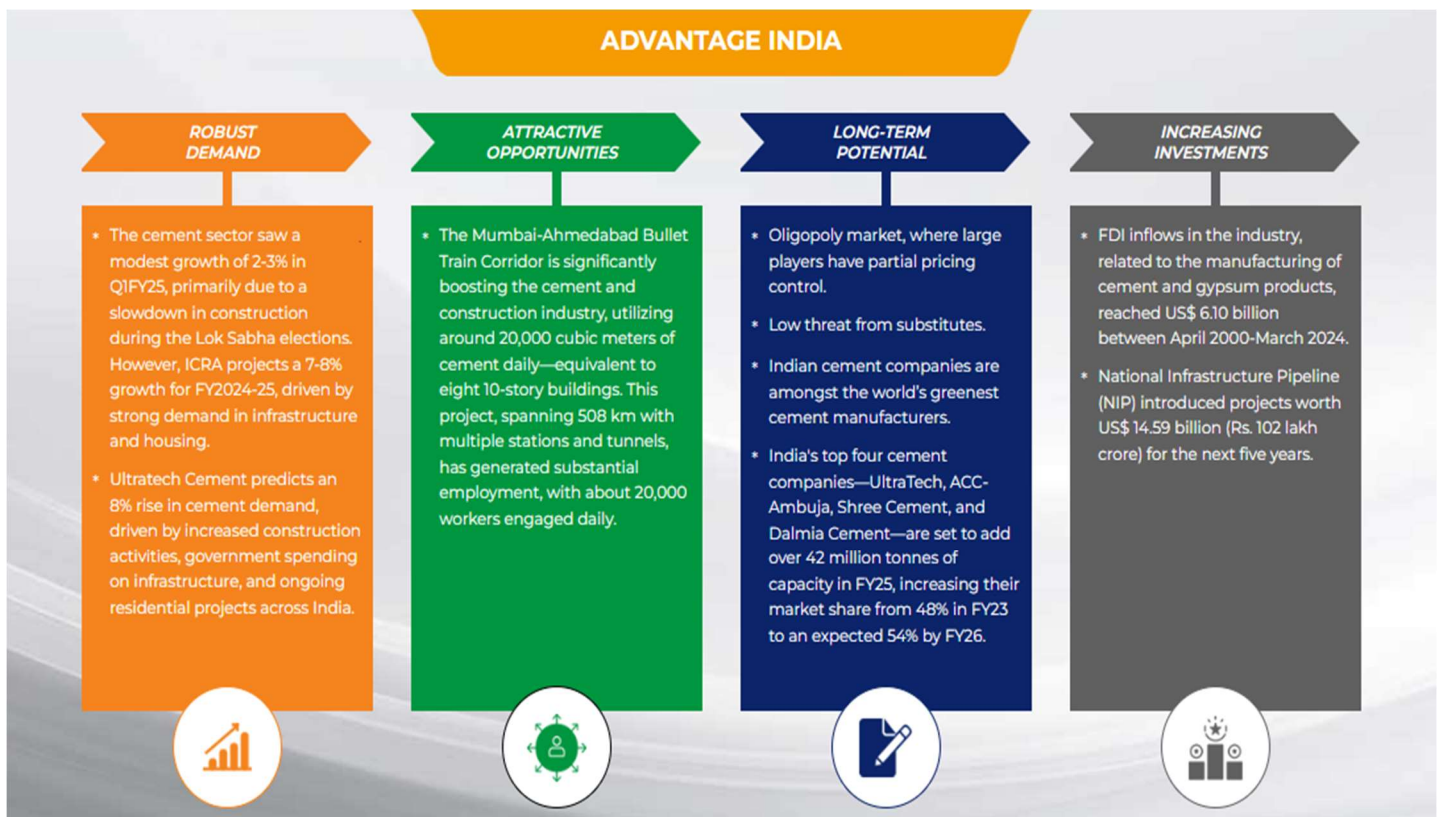 ADVANTAGE INDIA
ROBUST
DEMAND
* The cement sector saw a
modest growth of 2-3% in
Q1FY25, primarily due to a
slowdown in construction
during the Lok Sabha elections.
However, ICRA projects a 7-8%
growth for FY2024-25, driven by
strong demand in infrastructure
and housing.
* Ultratech Cement predicts an
8% rise in cement demand,
driven by increased construction
activities, government spending
on infrastructure, and ongoing
residential projects across India.
ATTRACTIVE
OPPORTUNITIES
* The Mumbai-Ahmedabad Bullet
Train Corridor is significantly
boosting the cement and
construction industry, utilizing
around 20,000 cubic meters of
cement daily—equivalent to
eight 10-story buildings. This
project, spanning 508 km with
multiple stations and tunnels,
has generated substantial
employment, with about 20,000
workers engaged daily.
LONG-TERM
POTENTIAL
* Oligopoly market, where large
players have partial pricing
control.
* Low threat from substitutes.
* Indian cement companies are
amongst the world's greenest
cement manufacturers.
* India's top four cement
companies—UltraTech, ACC-
Ambuja, Shree Cement, and
Dalmia Cement—are set to add
over 42 million tonnes of
capacity in FY25, increasing their
market share from 48% in FY23
to an expected 54% by FY26.
INCREASING
INVESTMENTS
* FDI inflows in the industry,
related to the manufacturing of
cement and gypsum products,
reached US$ 6.10 billion
between April 2000-March 2024.
* National Infrastructure Pipeline
(NIP) introduced projects worth
US$ 14.59 billion (Rs. 102 lakh
crore) for the next five years.